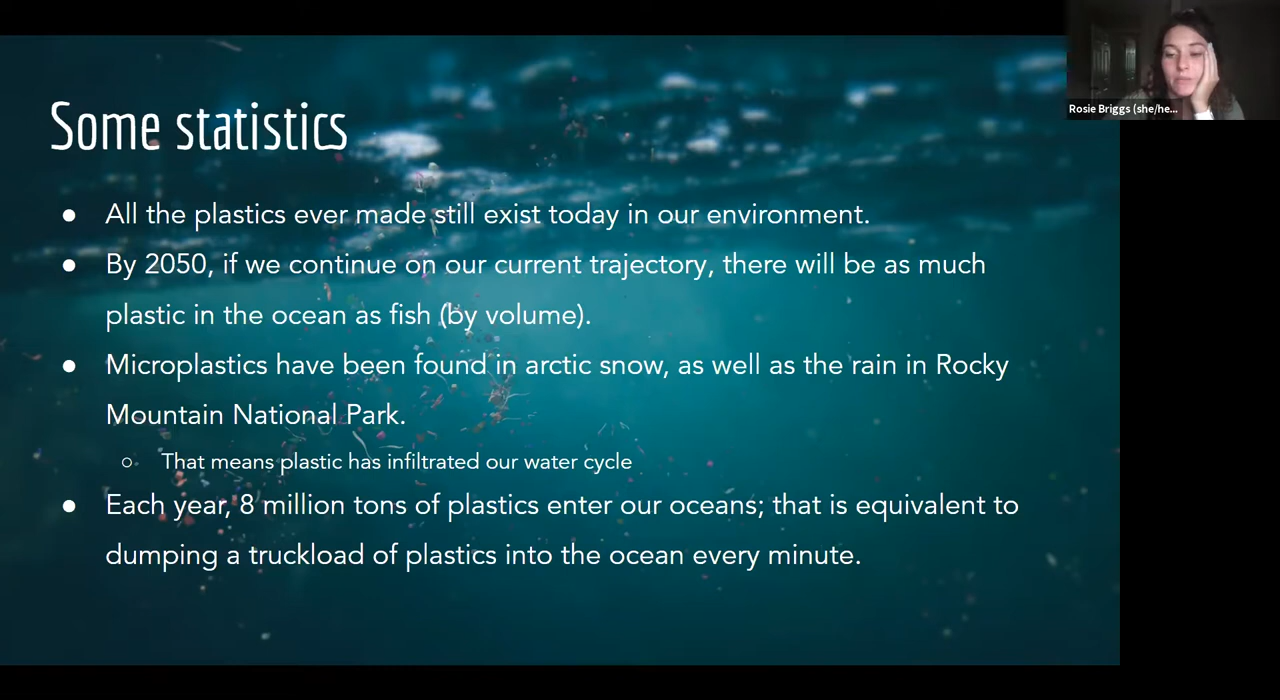 Some statistics
● All the plastics ever made still exist today in our environment.
● By 2050, if we continue on our current trajectory, there will be as much
plastic in the ocean as fish (by volume).
● Microplastics have been found in arctic snow, as well as the rain in Rocky
Mountain National Park.
○ That means plastic has infiltrated our water cycle
● Each year, 8 million tons of plastics enter our oceans; that is equivalent to
dumping a truckload of plastics into the ocean every minute.
Rosie Briggs (she/he...